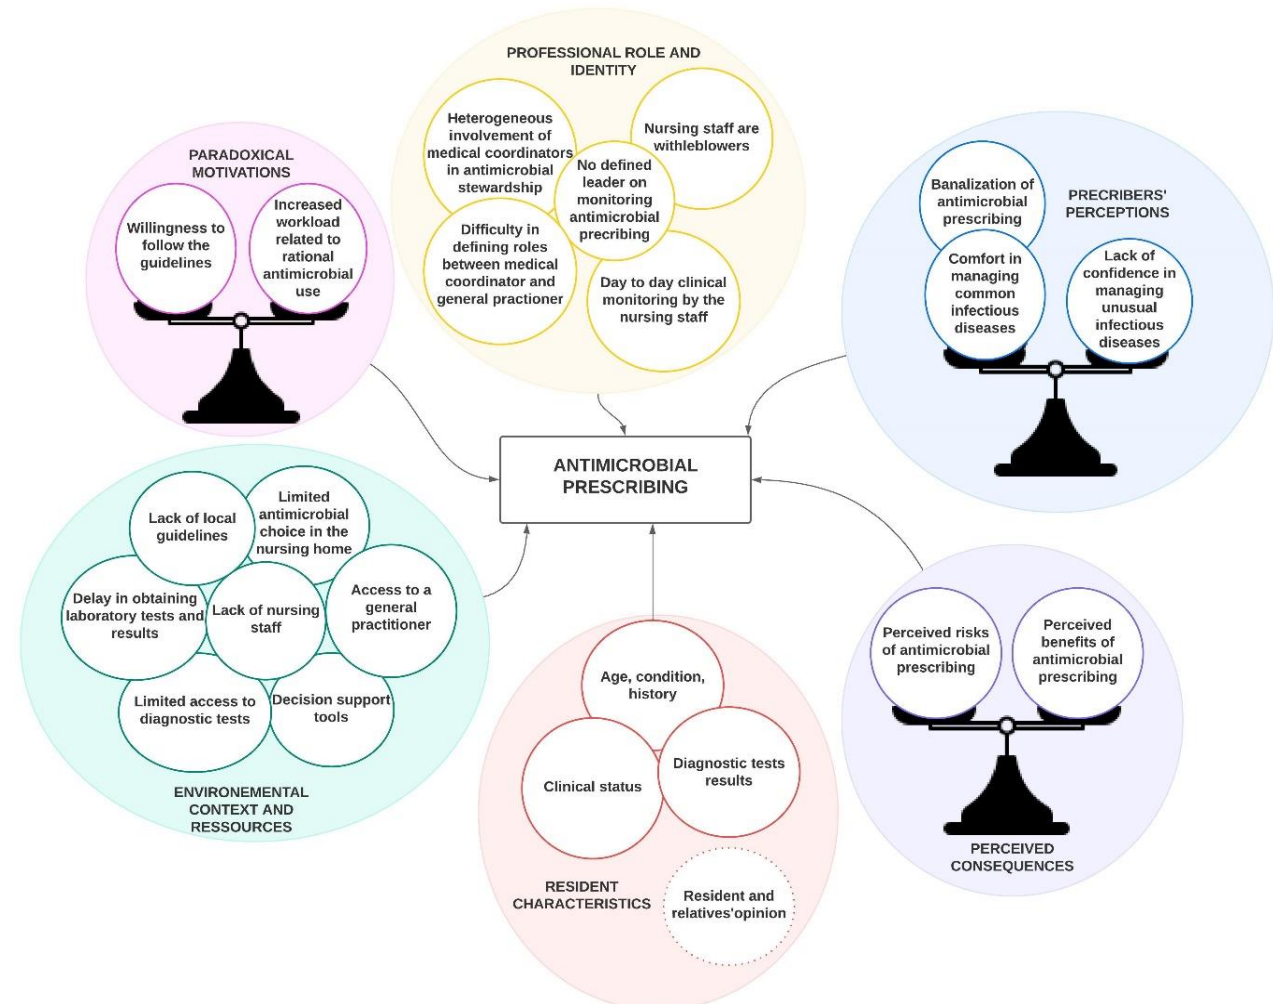 PROFESSIONAL ROLE AND
IDENTITY
Heterogeneous
involvement of
medical coordinators
in antimicrobial
stewardship
Nursing staff are
withleblowers
No defined
leader on
monitoring
antimicrobial
precribing
Difficulty in
defining roles
between medical
coordinator and
general practioner
Day to day clinical
monitoring by the
nursing staff
PARADOXICAL
MOTIVATIONS
Willingness to
follow the
guidelines
Increased
workload
related to
rational
antimicrobial
use
PRECRIBERS'
PERCEPTIONS
Banalization of
antimicrobial
prescribing
Comfort in
managing
common
infectious
diseases
Lack of
confidence in
managing
unusual
infectious
diseases
ANTIMICROBIAL
PRESCRIBING
Lack of local
guidelines
Limited
antimicrobial
choice in the
nursing home
Delay in obtaining
laboratory tests and
results
Lack of nursing
staff
Access to a
general
practitioner
Limited access to
diagnostic tests
Decision support
tools
ENVIRONEMENTAL
CONTEXT AND
RESSOURCES
Age, condition,
history
Clinical status
Diagnostic tests
results
RESIDENT
CHARACTERISTICS
Resident and
relatives'opinion
Perceived risks
of antimicrobial
prescribing
Perceived
benefits of
antimicrobial
prescribing
PERCEIVED
CONSEQUENCES